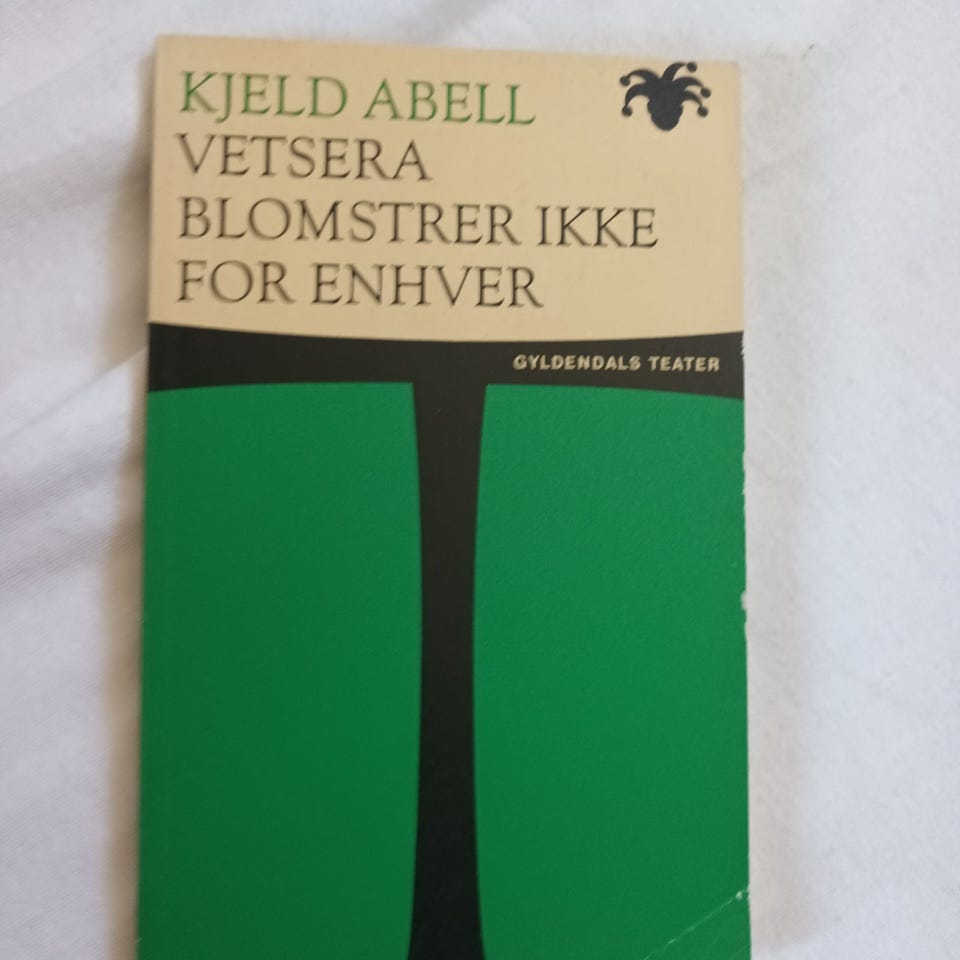 KJELD ABELL
VETSERA
BLOMSTRER IKKE
FOR ENHVER
GYLDENDALS TEATER